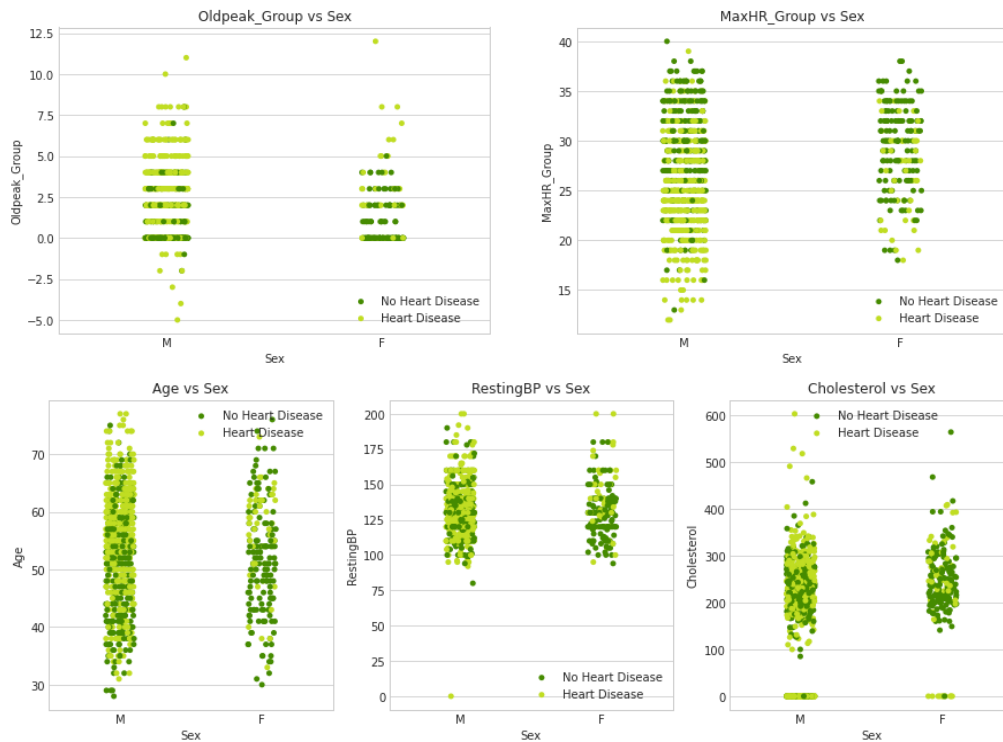 Oldpeak_Group vs Sex
12.5
10.0
7.5
5.0
2.5
0.0
−2.5
−5.0
Oldpeak_Group
No Heart Disease
Heart Disease
M
F
Sex
MaxHR_Group vs Sex
40
35
30
25
20
15
MaxHR_Group
No Heart Disease
Heart Disease
M
F
Sex
Age vs Sex
70
60
50
40
30
Age
No Heart Disease
Heart Disease
M
F
Sex
RestingBP vs Sex
200
175
150
125
100
75
50
25
0
RestingBP
No Heart Disease
Heart Disease
M
F
Sex
Cholesterol vs Sex
600
500
400
300
200
100
0
Cholesterol
No Heart Disease
Heart Disease
M
F
Sex